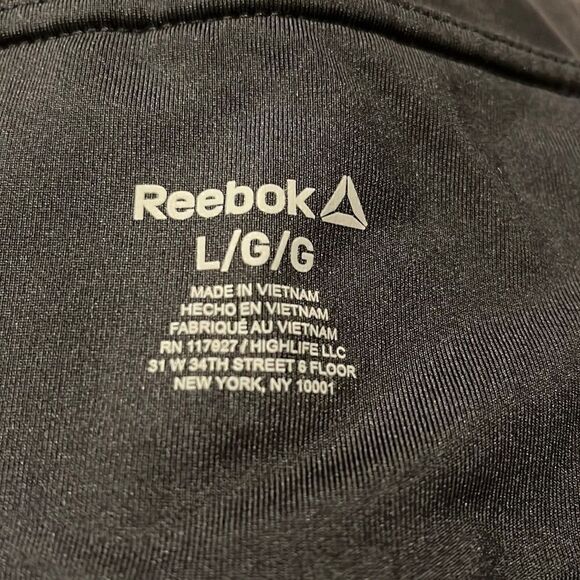 Reebok
L/G/G
MADE IN VIETNAM
HECHO EN VIETNAM
FABRIQUÉ AU VIETNAM
RN 117927 / HIGHLIFE LLC
31 W 34TH STREET 6 FLOOR
NEW YORK, NY 10001